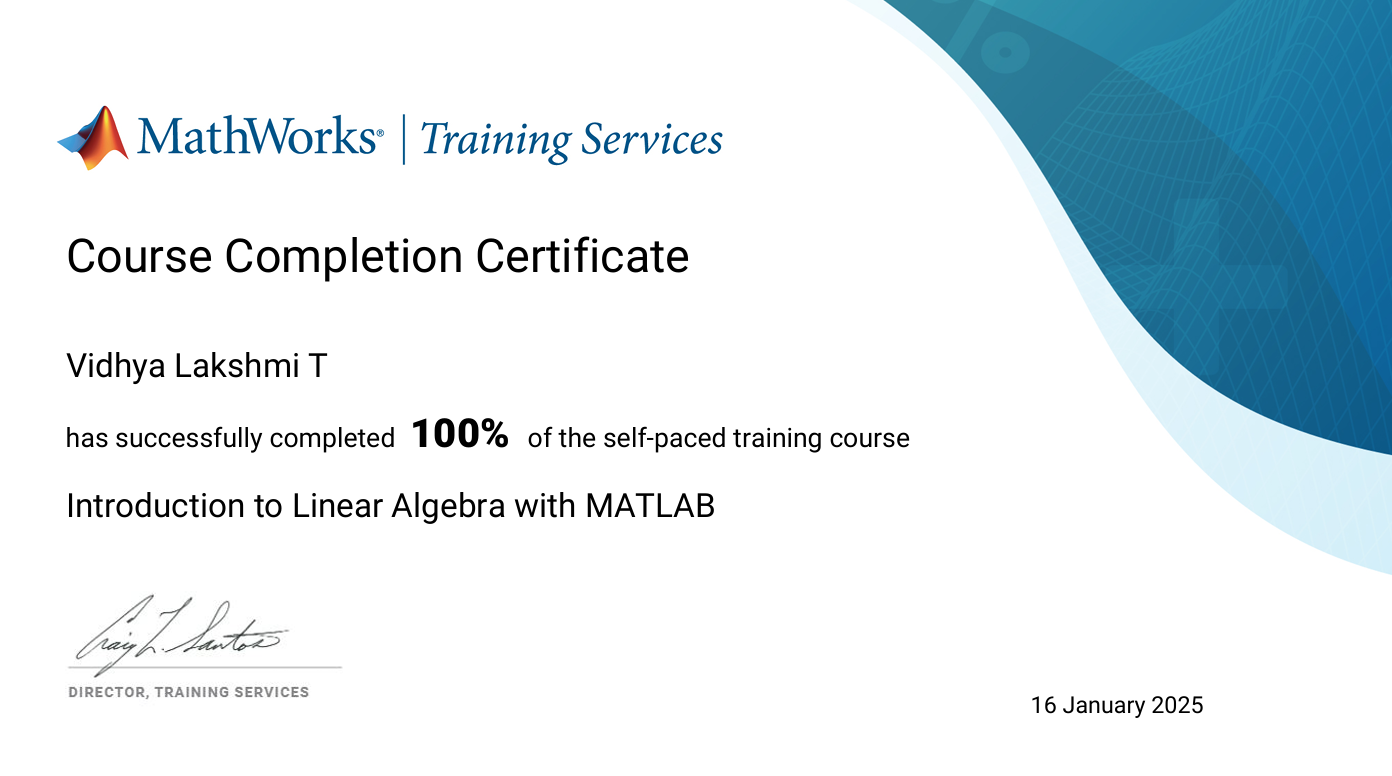 MathWorks® | Training Services
Course Completion Certificate
Vidhya Lakshmi T
has successfully completed 100% of the self-paced training course
Introduction to Linear Algebra with MATLAB
Craig L. Santos
DIRECTOR, TRAINING SERVICES
16 January 2025